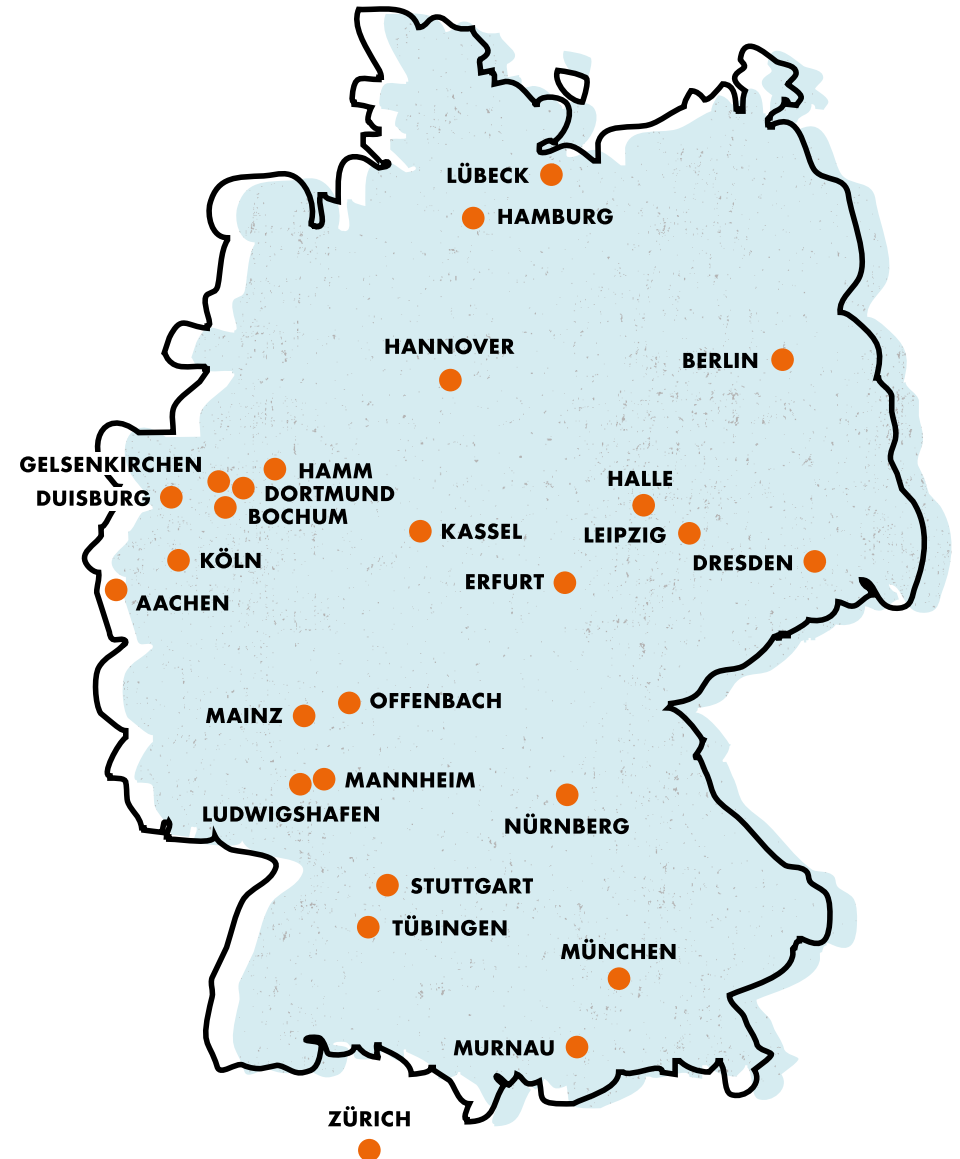 LÜBECK
HAMBURG
HANNOVER
BERLIN
GELSENKIRCHEN
HAMM
DUISBURG
DORTMUND
BOCHUM
HALLE
KASSEL
LEIPZIG
KÖLN
DRESDEN
ERFURT
AACHEN
OFFENBACH
MAINZ
MANNHEIM
LUDWIGSHAFEN
NÜRNBERG
STUTTGART
TÜBINGEN
MÜNCHEN
MURNAU
ZÜRICH